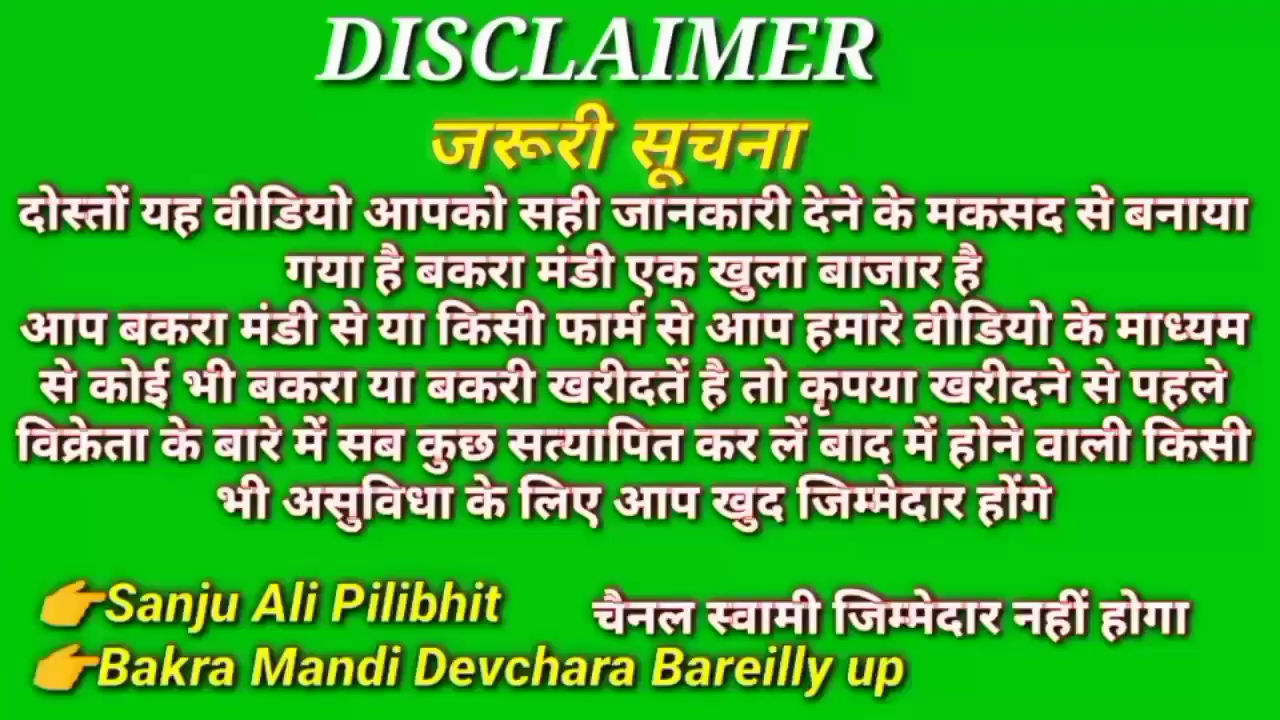 DISCLAIMER
जरूरी सूचना
दोस्तों यह वीडियो आपको सही जानकारी देने के मकसद से बनाया
गया है बकरा मंडी एक खुला बाजार है
आप बकरा मंडी से या किसी फार्म से आप हमारे वीडियो के माध्यम
से कोई भी बकरा या बकरी खरीदतें है तो कृपया खरीदने से पहले
विक्रेता के बारे में सब कुछ सत्यापित कर लें बाद में होने वाली किसी
भी असुविधा के लिए आप खुद जिम्मेदार होंगे
👉Sanju Ali Pilibhit
चैनल स्वामी जिम्मेदार नहीं होगा
👉Bakra Mandi Devchara Bareilly up